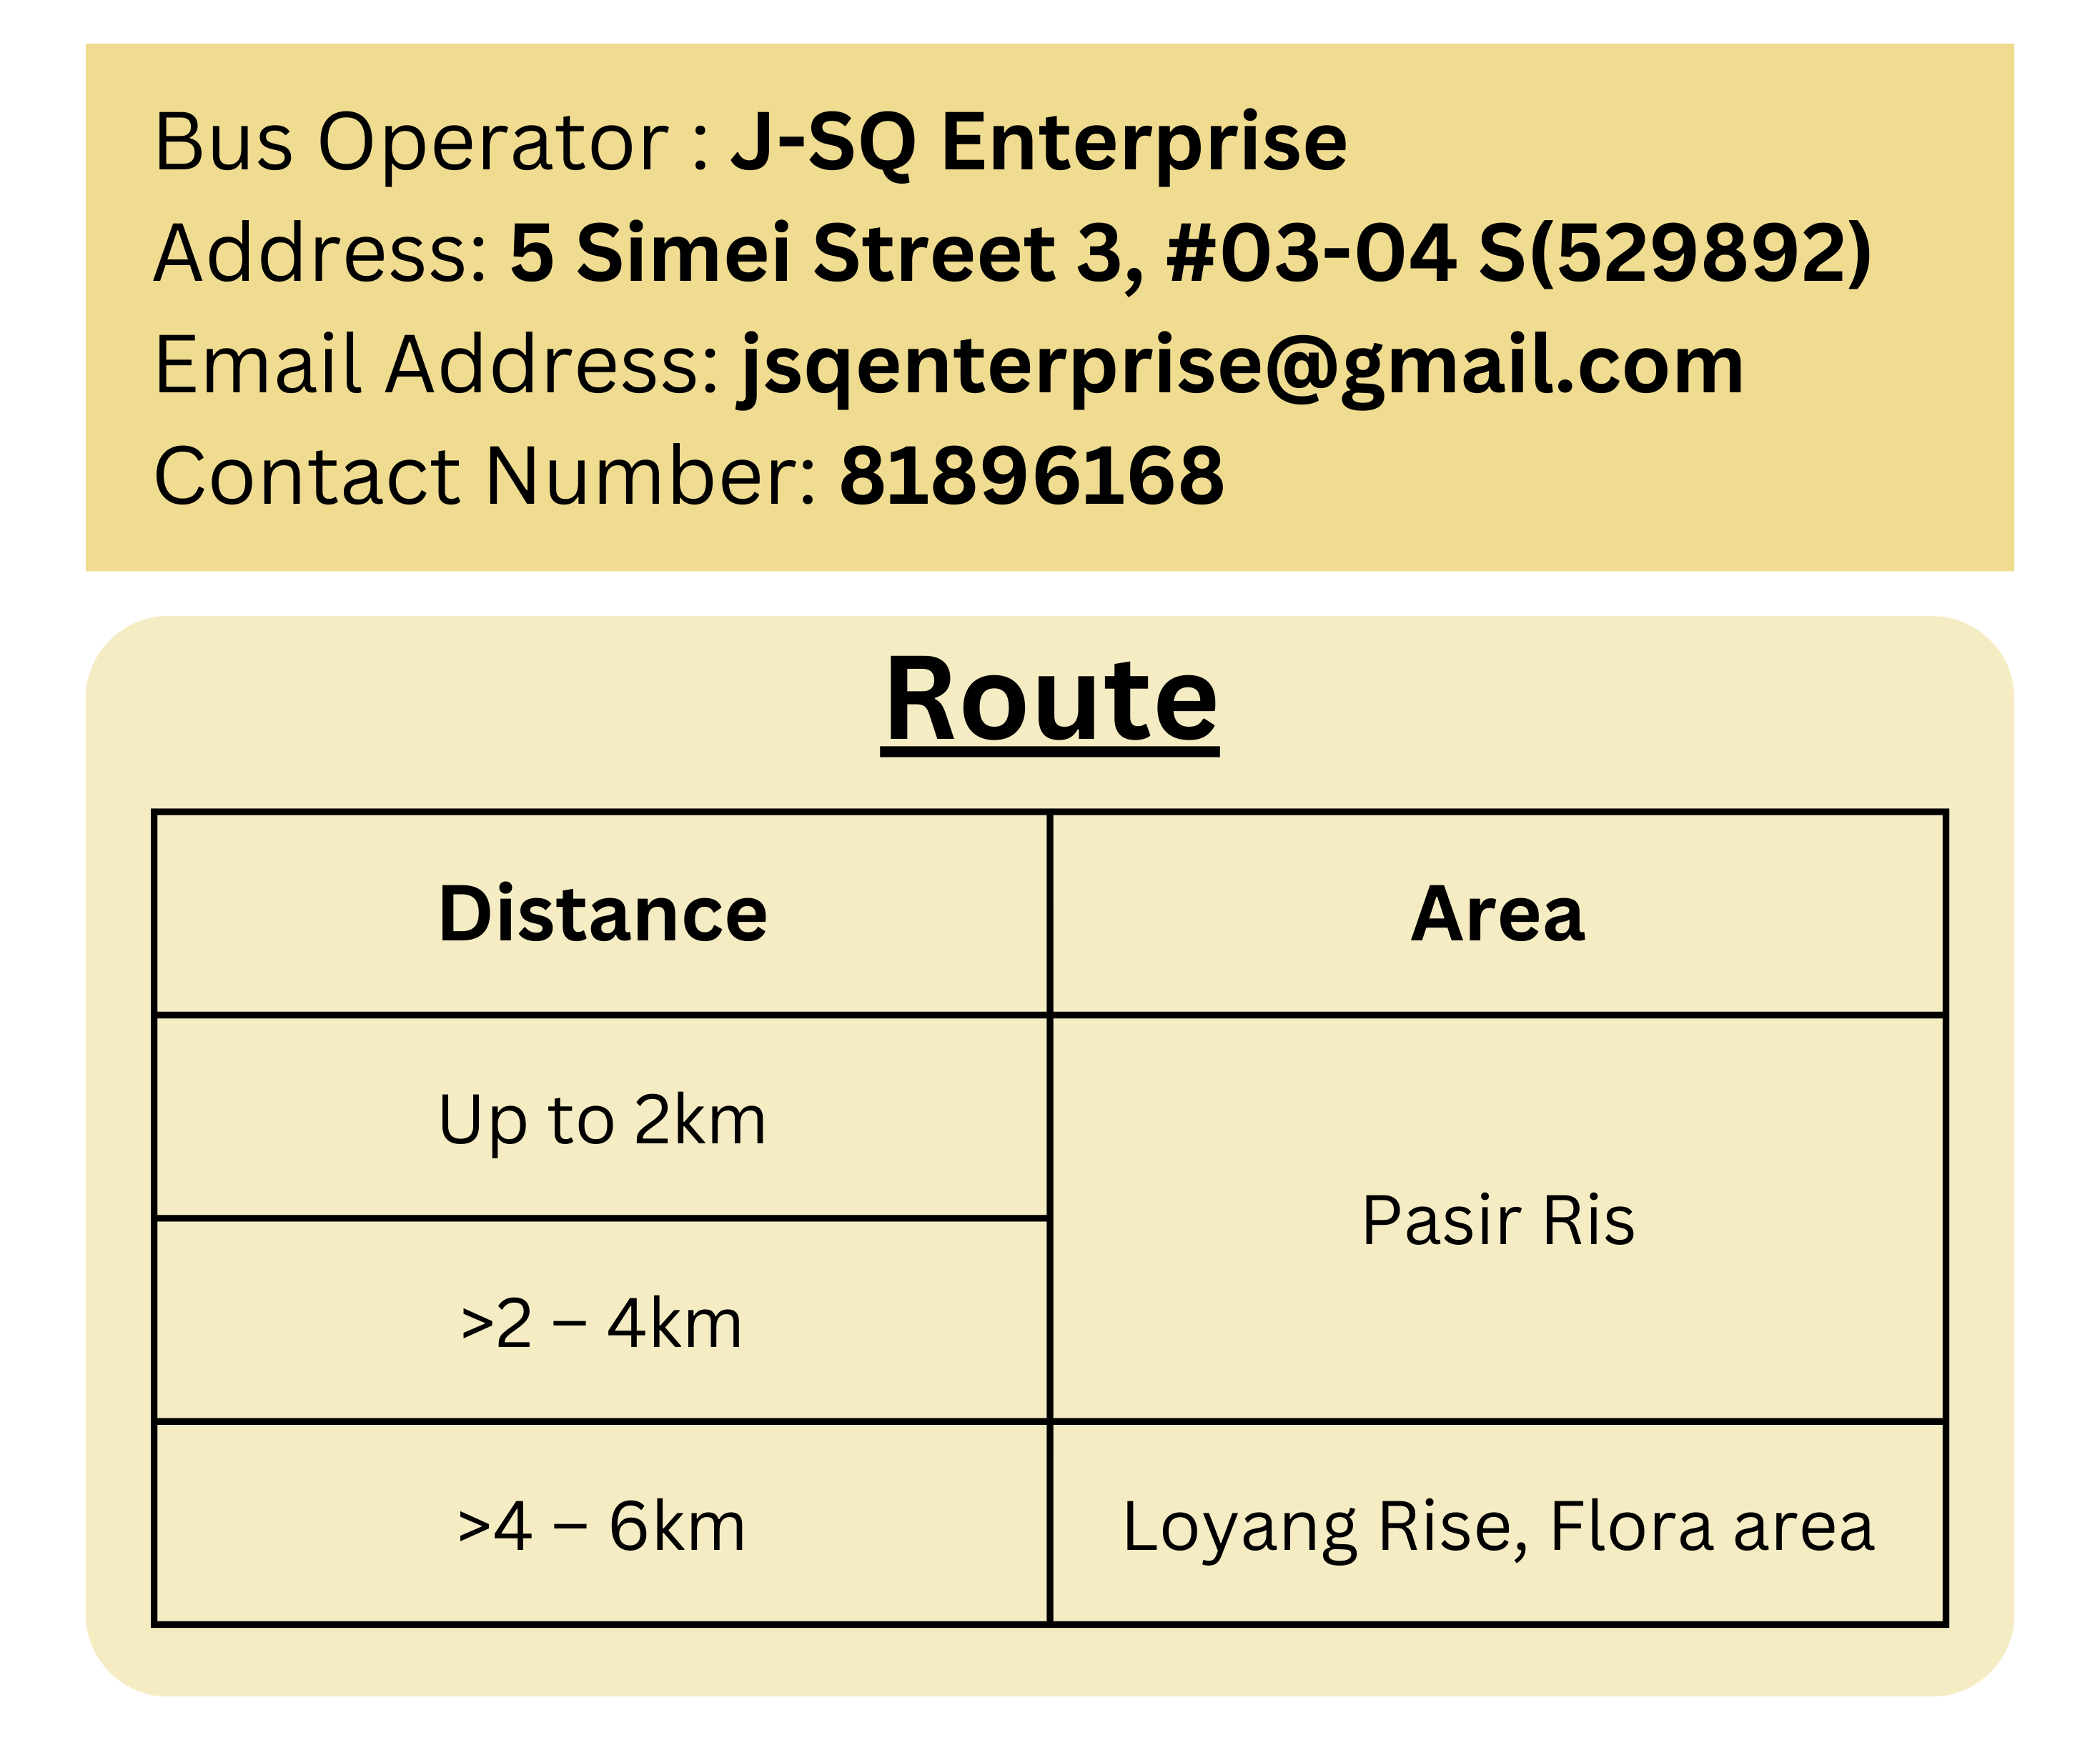 Bus Operator : J-SQ Enterprise
Address: 5 Simei Street 3, #03-04 S(529892)
Email Address: jsqenterprise@gmail.com
Contact Number: 81896168
Route
Distance Area
Up to 2km
Pasir Ris
>2 – 4km
>4 – 6km Loyang Rise, Flora area